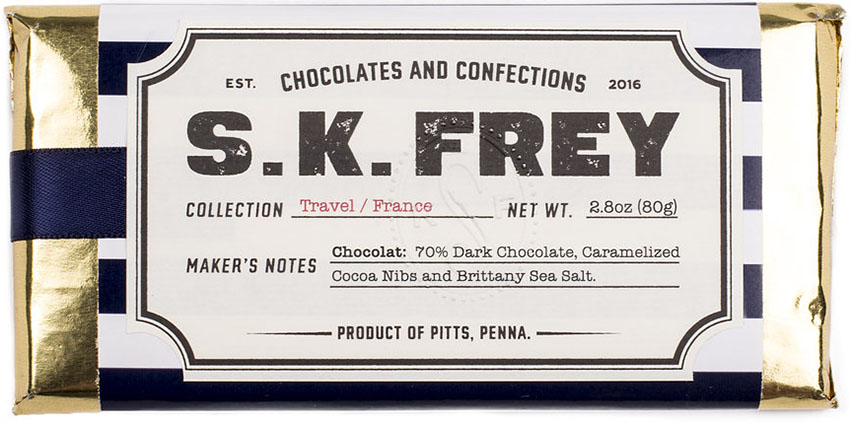 CHOCOLATES AND CONFECTIONS
EST. 2016
S.K. FREY
COLLECTION Travel / France NET WT. 2.8oz (80g)
MAKER'S NOTES Chocolat: 70% Dark Chocolate, Caramelized
Cocoa Nibs and Brittany Sea Salt.
PRODUCT OF PITTS, PENNA.